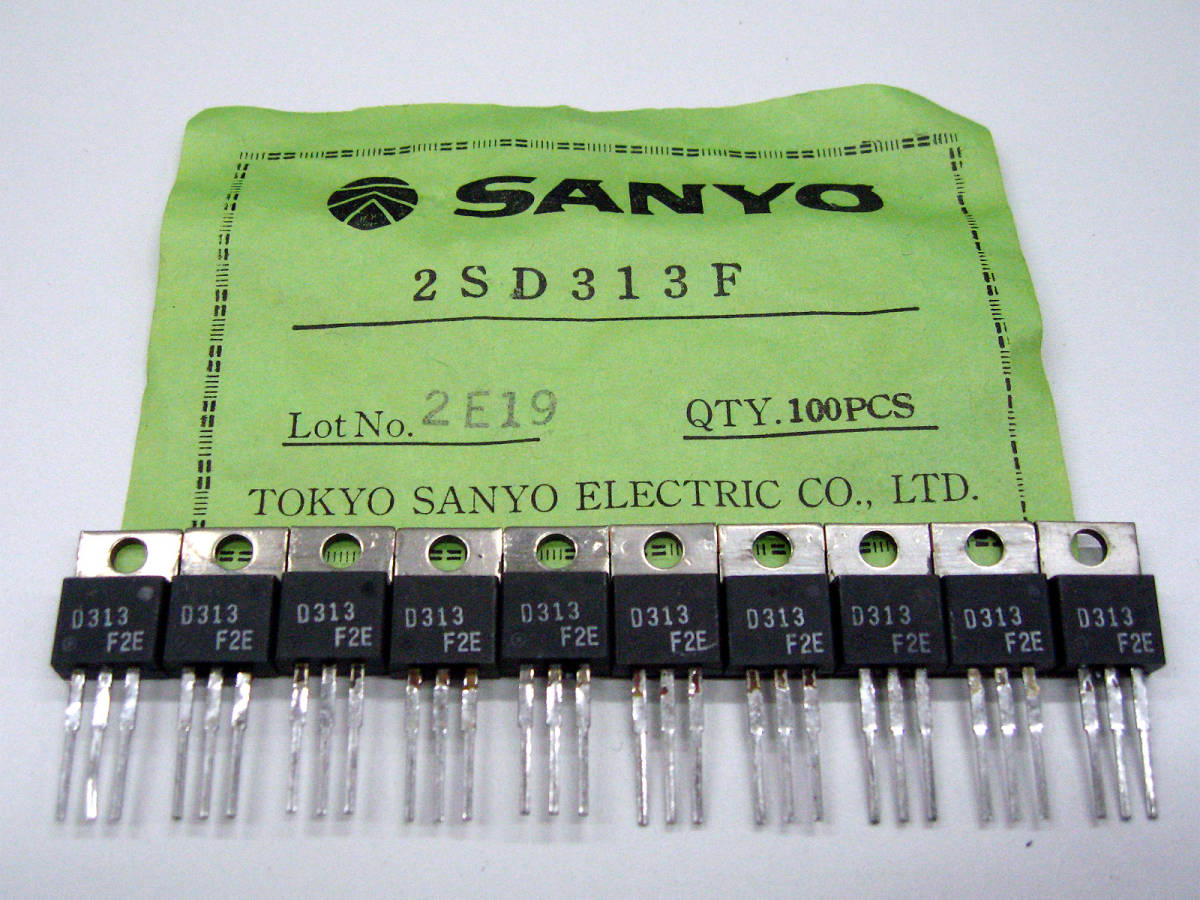 SANYO
2SD313F
Lot No. 2E19 QTY. 100PCS
TOKYO SANYO ELECTRIC CO., LTD.
D313 D313 D313 D313 D313 D313 D313 D313 D313 D313
F2E F2E F2E F2E F2E F2E F2E F2E F2E F2E